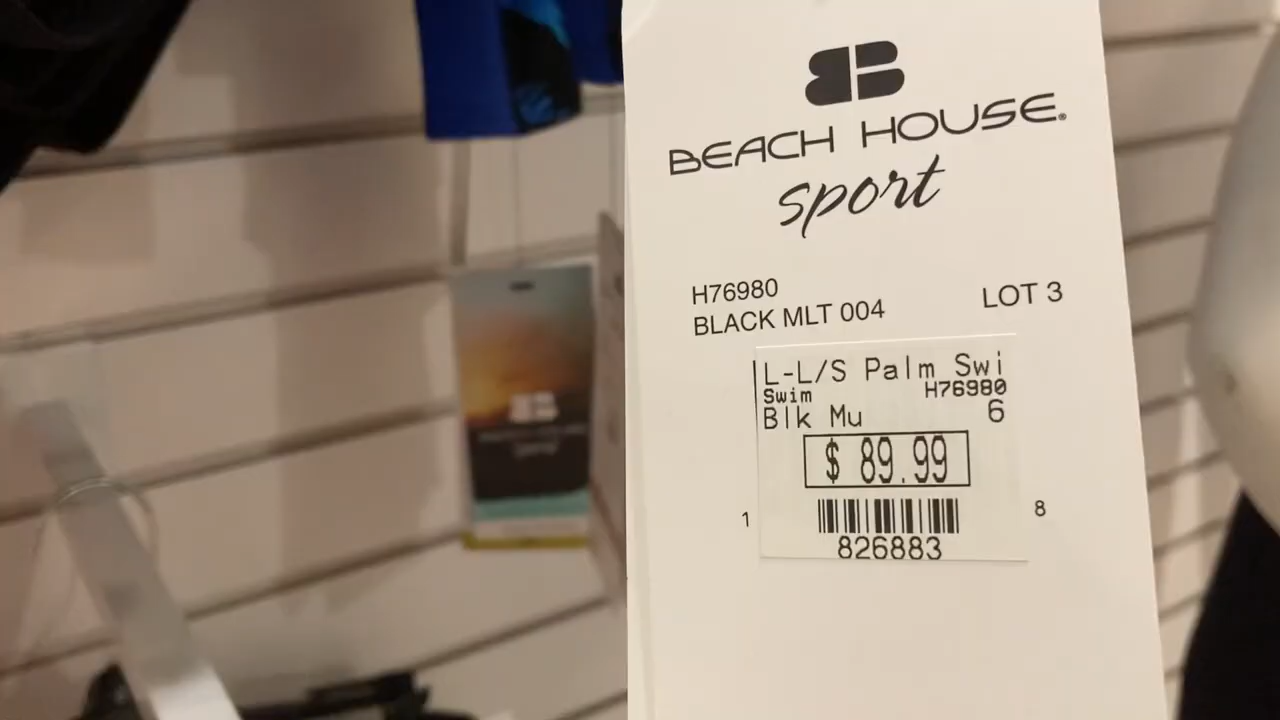 BEACH HOUSE®
sport
H76980
BLACK MLT 004
LOT 3
L-L/S Palm Swi
Swim H76980
Blk Mu 6
$ 89.99
1 8
826883